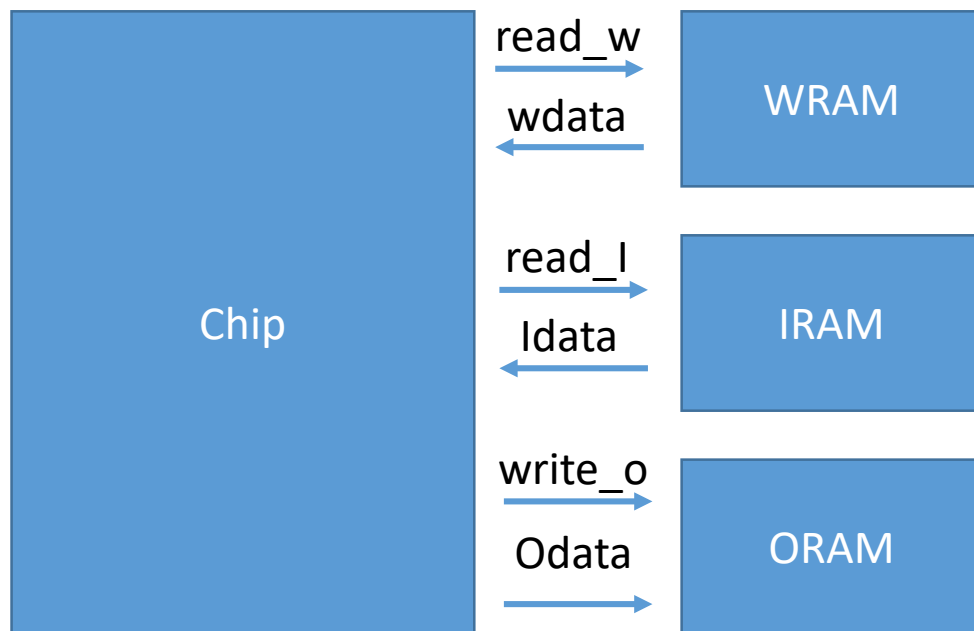 read_w
WRAM
wdata
read_I
Chip
IRAM
Idata
write_o
ORAM
Odata